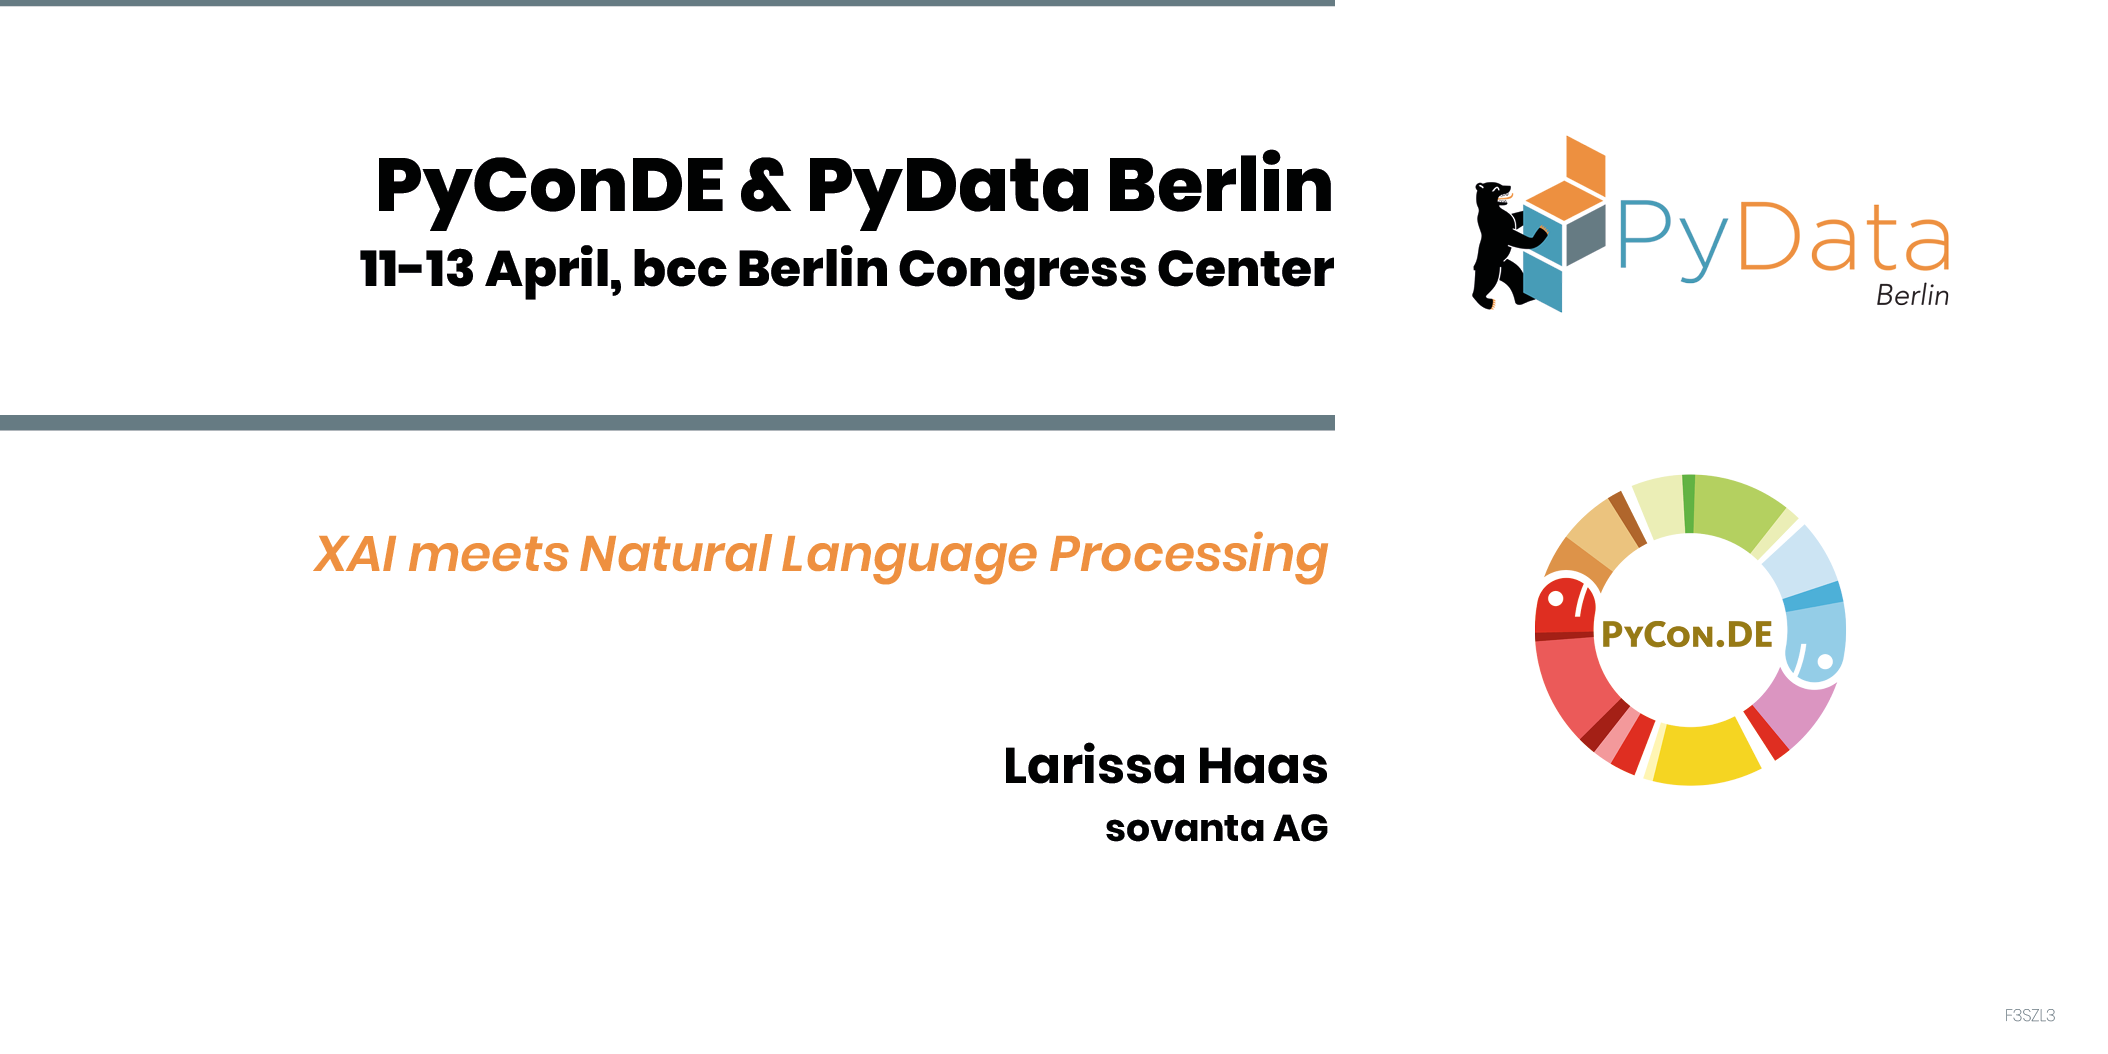 PyConDE & PyData Berlin
11-13 April, bcc Berlin Congress Center
PyData
Berlin
XAI meets Natural Language Processing
PyCon.DE
Larissa Haas
sovanta AG
F3SZL3